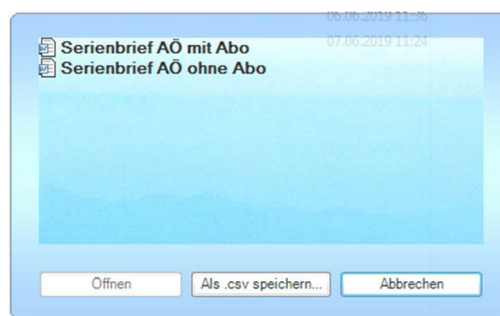 06.06.2019 11:36
Serienbrief AÖ mit Abo
07.06.2019 11:24
Serienbrief AÖ ohne Abo
Öffnen
Als .csv speichern...
Abbrechen